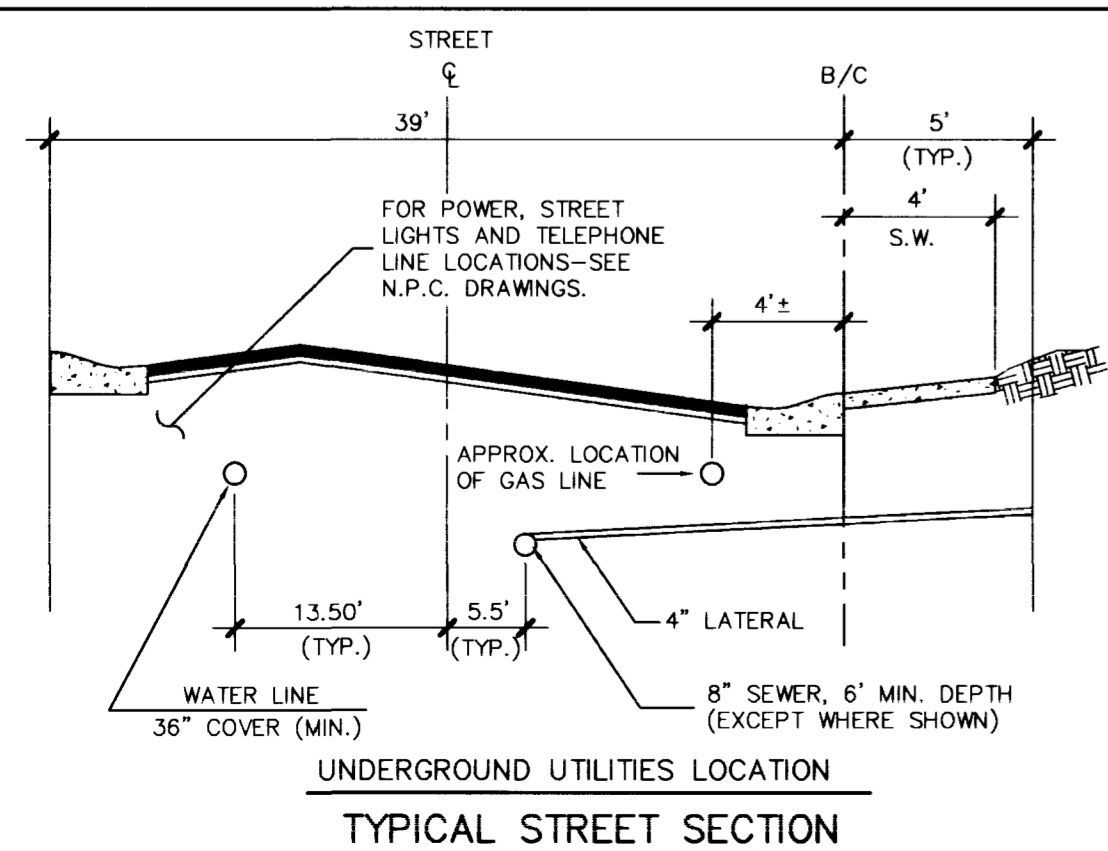 STREET
℄
B/C
39'
5'
(TYP.)
4'
S.W.
FOR POWER, STREET
LIGHTS AND TELEPHONE
LINE LOCATIONS–SEE
N.P.C. DRAWINGS.
4'±
APPROX. LOCATION
OF GAS LINE
13.50'
(TYP.)
5.5'
(TYP.)
4" LATERAL
WATER LINE
36" COVER (MIN.)
8" SEWER, 6' MIN. DEPTH
(EXCEPT WHERE SHOWN)
UNDERGROUND UTILITIES LOCATION
TYPICAL STREET SECTION